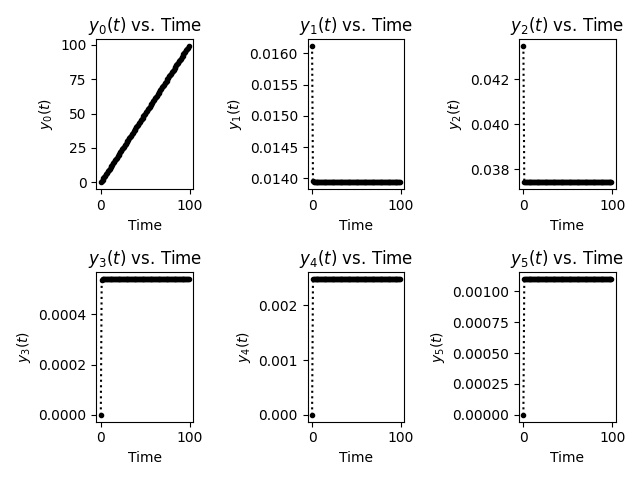 y₀(t) vs. Time
y₁(t) vs. Time
y₂(t) vs. Time
100
75
50
25
0
y₀(t)
0
100
Time
0.0160
0.0155
0.0150
0.0145
0.0140
y₁(t)
0
100
Time
0.042
0.040
0.038
y₂(t)
0
100
Time
y₃(t) vs. Time
y₄(t) vs. Time
y₅(t) vs. Time
0.0004
0.0002
0.0000
y₃(t)
0
100
Time
0.002
0.001
0.000
y₄(t)
0
100
Time
0.00100
0.00075
0.00050
0.00025
0.00000
y₅(t)
0
100
Time